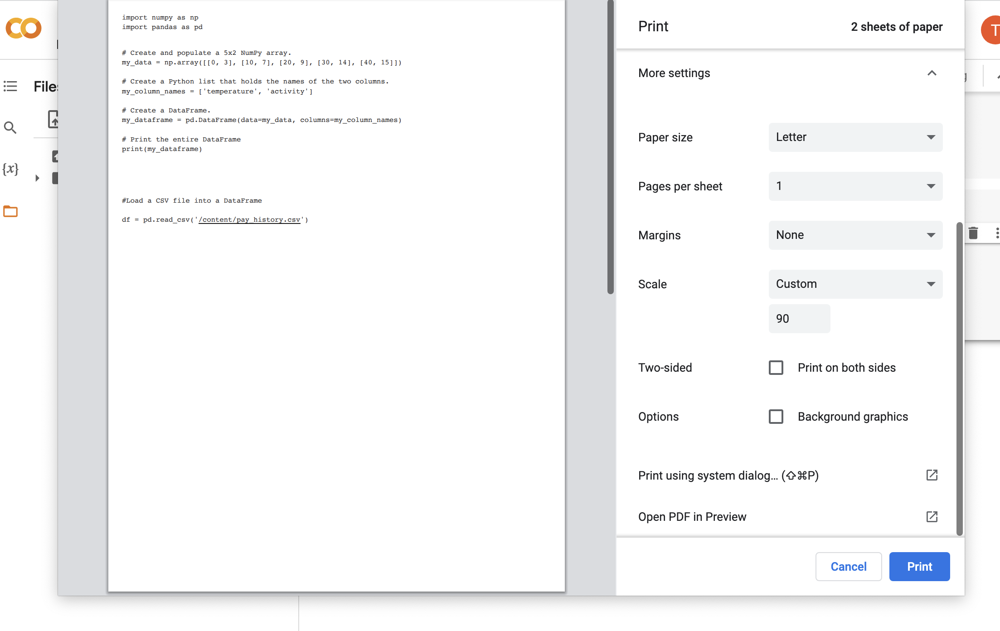 import numpy as np
import pandas as pd
# Create and populate a 5x2 NumPy array.
my_data = np.array([[0, 3], [10, 7], [20, 9], [30, 14], [40, 15]])
# Create a Python list that holds the names of the two columns.
my_column_names = ['temperature', 'activity']
# Create a DataFrame.
my_dataframe = pd.DataFrame(data=my_data, columns=my_column_names)
# Print the entire DataFrame
print(my_dataframe)
#Load a CSV file into a DataFrame
df = pd.read_csv('/content/pay_history.csv')
Files
{x}
Print
2 sheets of paper
More settings
Paper size
Letter
Pages per sheet
1
Margins
None
Scale
Custom
90
Two-sided
Print on both sides
Options
Background graphics
Print using system dialog... (⇧⌘P)
Open PDF in Preview
Cancel
Print
T